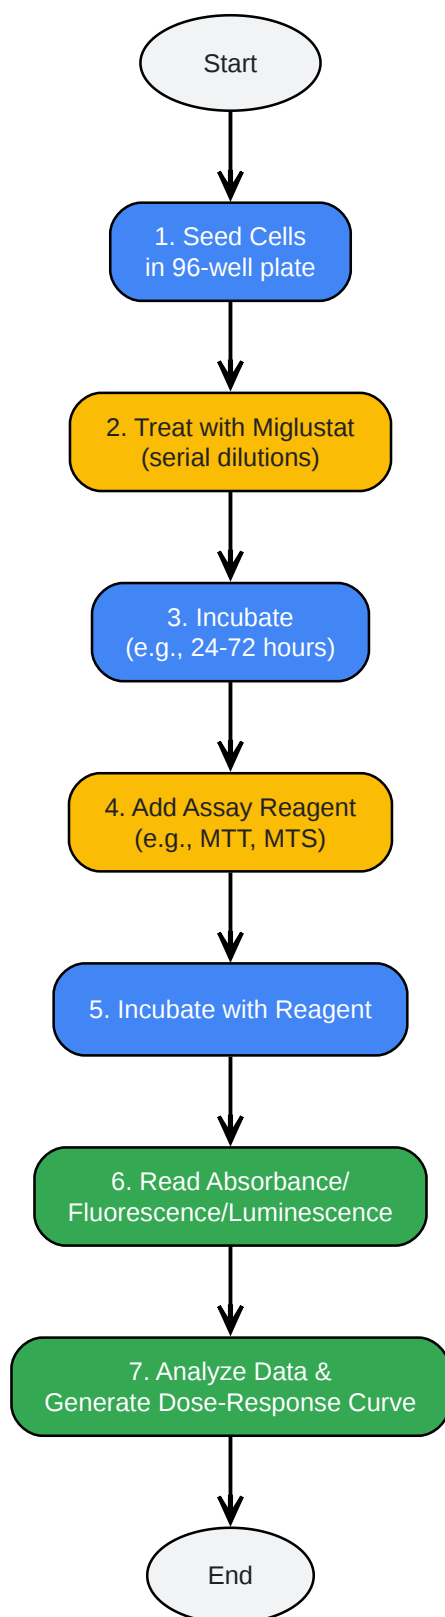 Start
1. Seed Cells
in 96-well plate
2. Treat with Miglustat
(serial dilutions)
3. Incubate
(e.g., 24-72 hours)
4. Add Assay Reagent
(e.g., MTT, MTS)
5. Incubate with Reagent
6. Read Absorbance/
Fluorescence/Luminescence
7. Analyze Data &
Generate Dose-Response Curve
End